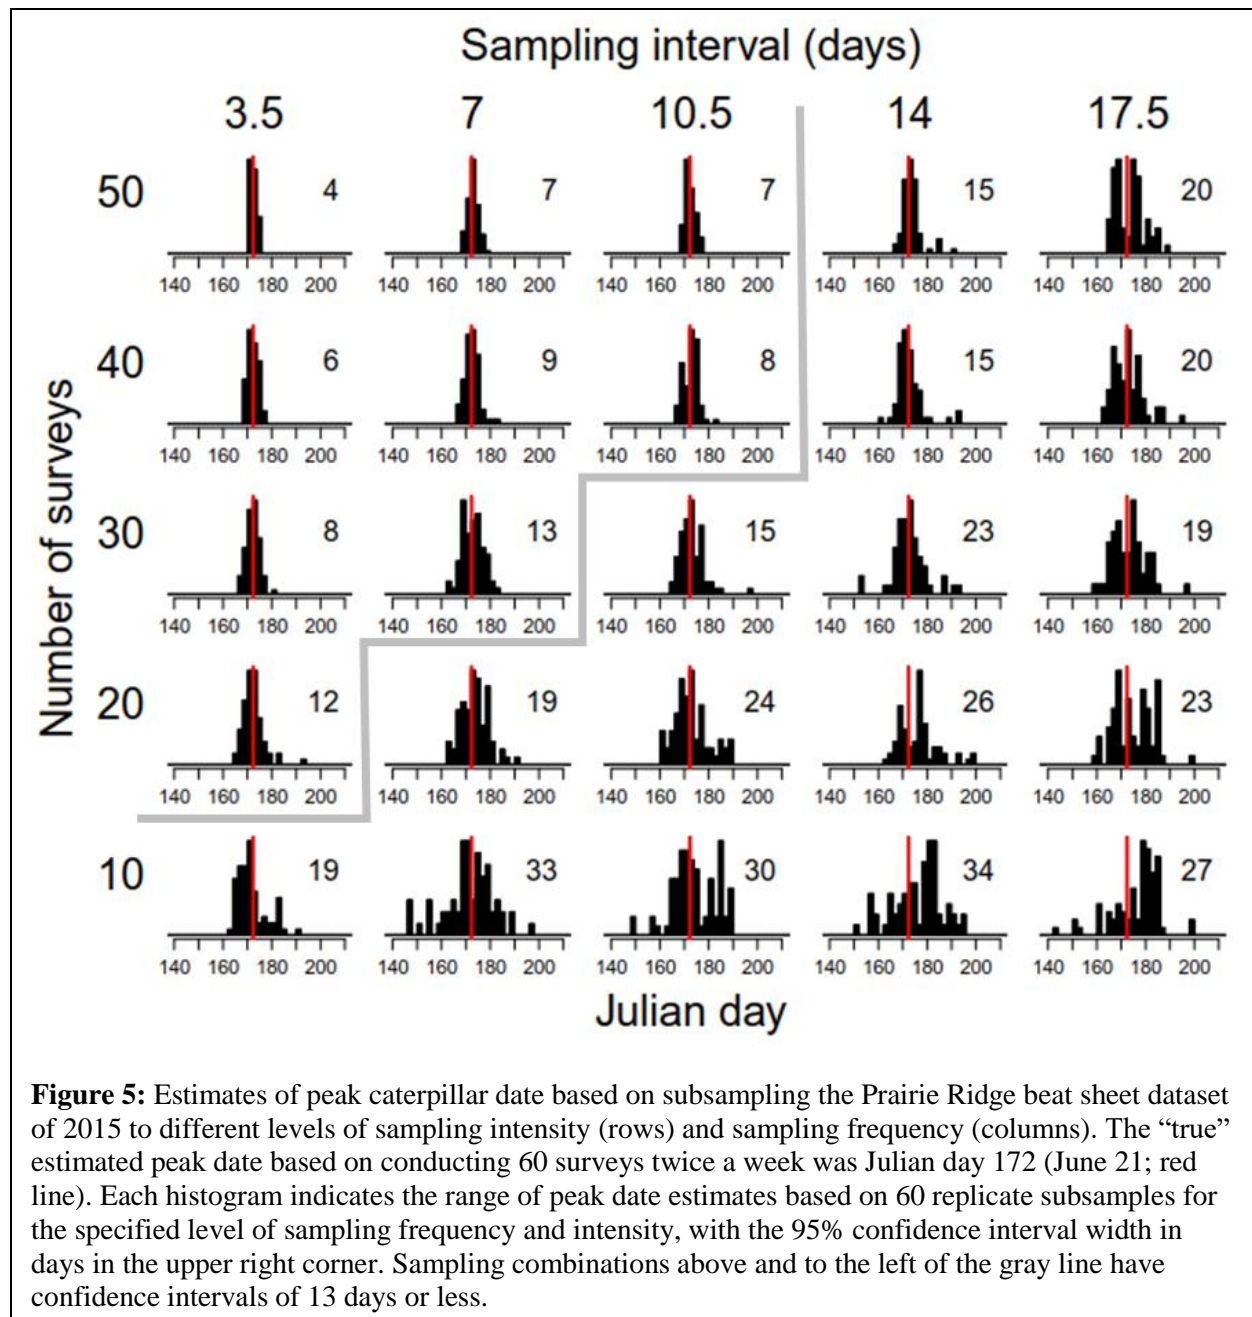 Sampling interval (days)
3.5 7 10.5 14 17.5
50 4 7 7 15 20
140 160 180 200 140 160 180 200 140 160 180 200 140 160 180 200 140 160 180 200
40 6 9 8 15 20
140 160 180 200 140 160 180 200 140 160 180 200 140 160 180 200 140 160 180 200
Number of surveys
30 8 13 15 23 19
140 160 180 200 140 160 180 200 140 160 180 200 140 160 180 200 140 160 180 200
20 12 19 24 26 23
140 160 180 200 140 160 180 200 140 160 180 200 140 160 180 200 140 160 180 200
10 19 33 30 34 27
140 160 180 200 140 160 180 200 140 160 180 200 140 160 180 200 140 160 180 200
Julian day
Figure 5: Estimates of peak caterpillar date based on subsampling the Prairie Ridge beat sheet dataset
of 2015 to different levels of sampling intensity (rows) and sampling frequency (columns). The “true”
estimated peak date based on conducting 60 surveys twice a week was Julian day 172 (June 21; red
line). Each histogram indicates the range of peak date estimates based on 60 replicate subsamples for
the specified level of sampling frequency and intensity, with the 95% confidence interval width in
days in the upper right corner. Sampling combinations above and to the left of the gray line have
confidence intervals of 13 days or less.